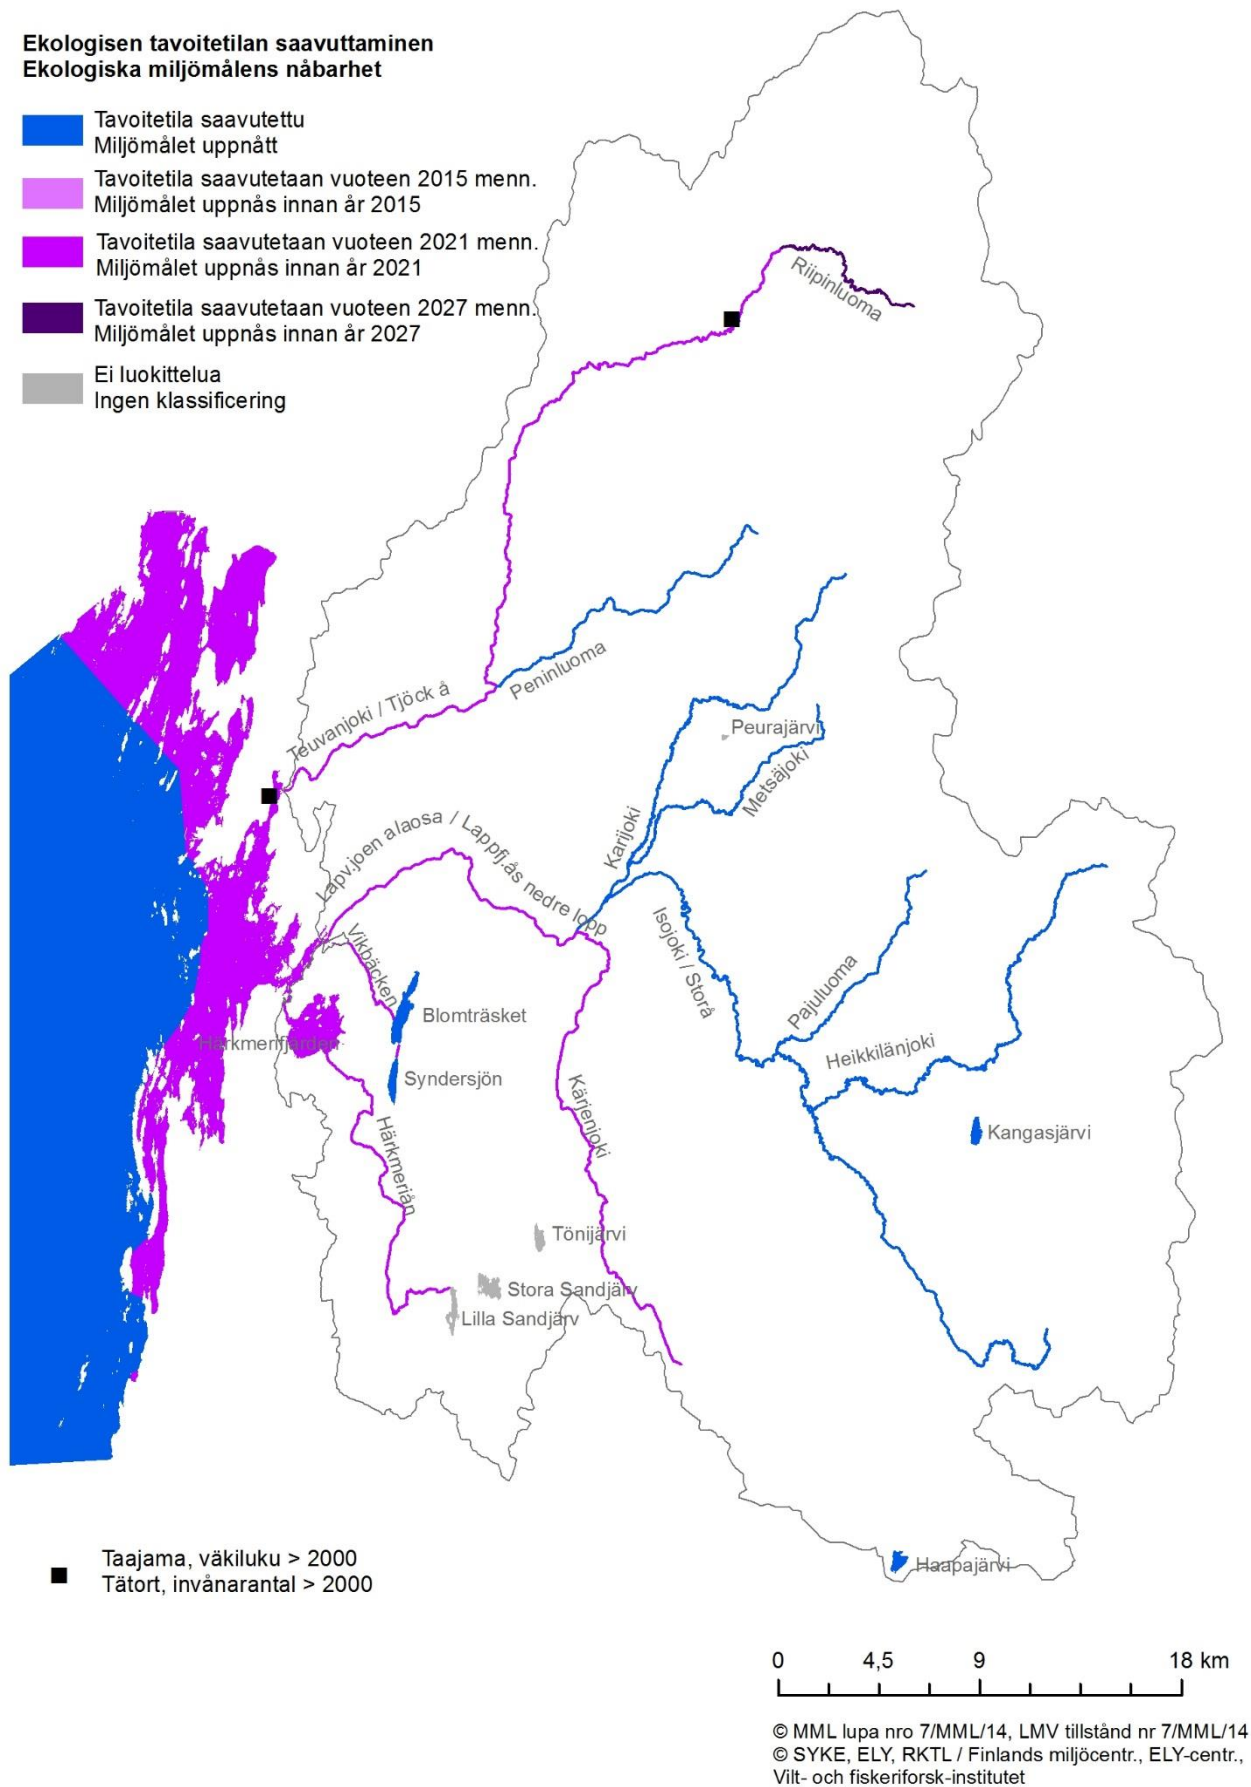 Ekologisen tavoitetilan saavuttaminen
Ekologiska miljömålens nåbarhet
Tavoitetila saavutettu
Miljömålet uppnått
Tavoitetila saavutetaan vuoteen 2015 menn.
Miljömålet uppnås innan år 2015
Tavoitetila saavutetaan vuoteen 2021 menn.
Miljömålet uppnås innan år 2021
Tavoitetila saavutetaan vuoteen 2027 menn.
Miljömålet uppnås innan år 2027
Ei luokittelua
Ingen klassificering
Riipinluoma
Peninluoma
Teuvanjoki / Tjöck å
Peurajärvi
Metsäjoki
Karijoki
Lapv.joen alaosa / Lappfj.ås nedre lopp
Isojoki / Storå
Vikbäcken
Pajuluoma
Blomträsket
Härkmerifjärden
Heikkilänjoki
Syndersjön
Kärjenjoki
Kangasjärvi
Härkmeriån
Tönijärvi
Stora Sandjärv
Lilla Sandjärv
Haapajärvi
Taajama, väkiluku > 2000
Tätort, invånarantal > 2000
0 4,5 9 18 km
© MML lupa nro 7/MML/14, LMV tillstånd nr 7/MML/14
© SYKE, ELY, RKTL / Finlands miljöcentr., ELY-centr.,
Vilt- och fiskeriforsk-institutet